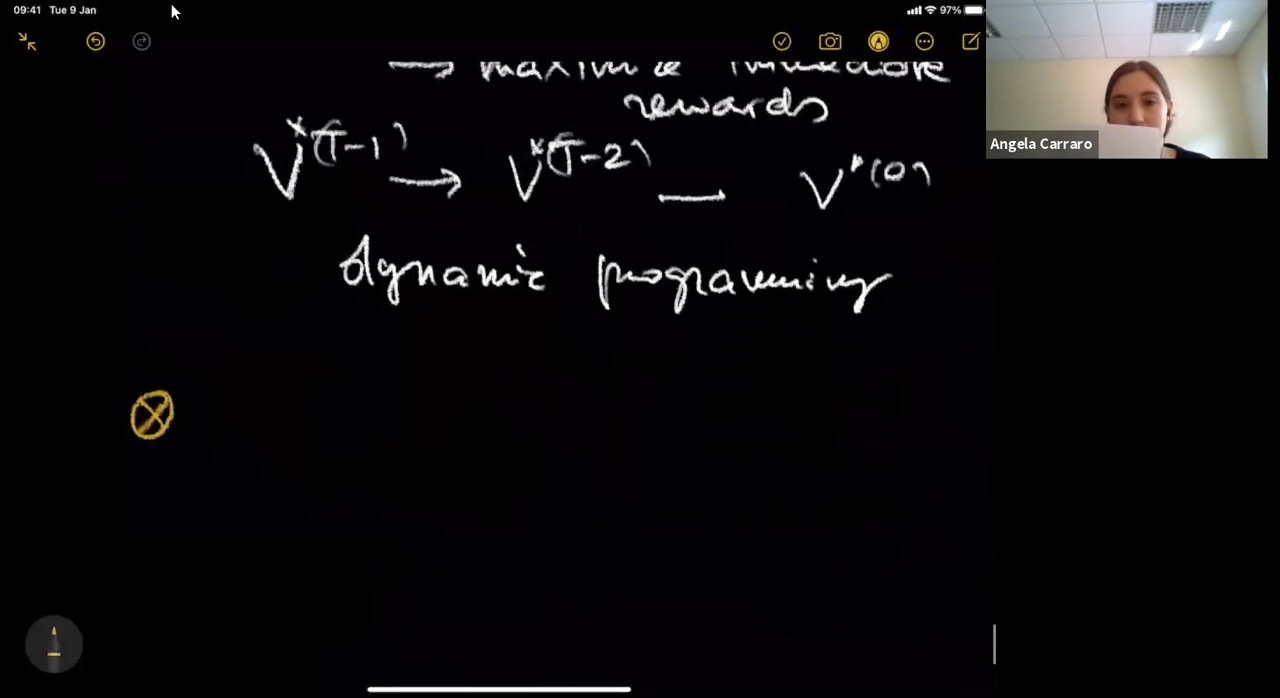 09:41 Tue 9 Jan 97%
→ maximize immediate
rewards
V*(T-1) → V*(T-2) — V*(0)
dynamic programming
Angela Carraro